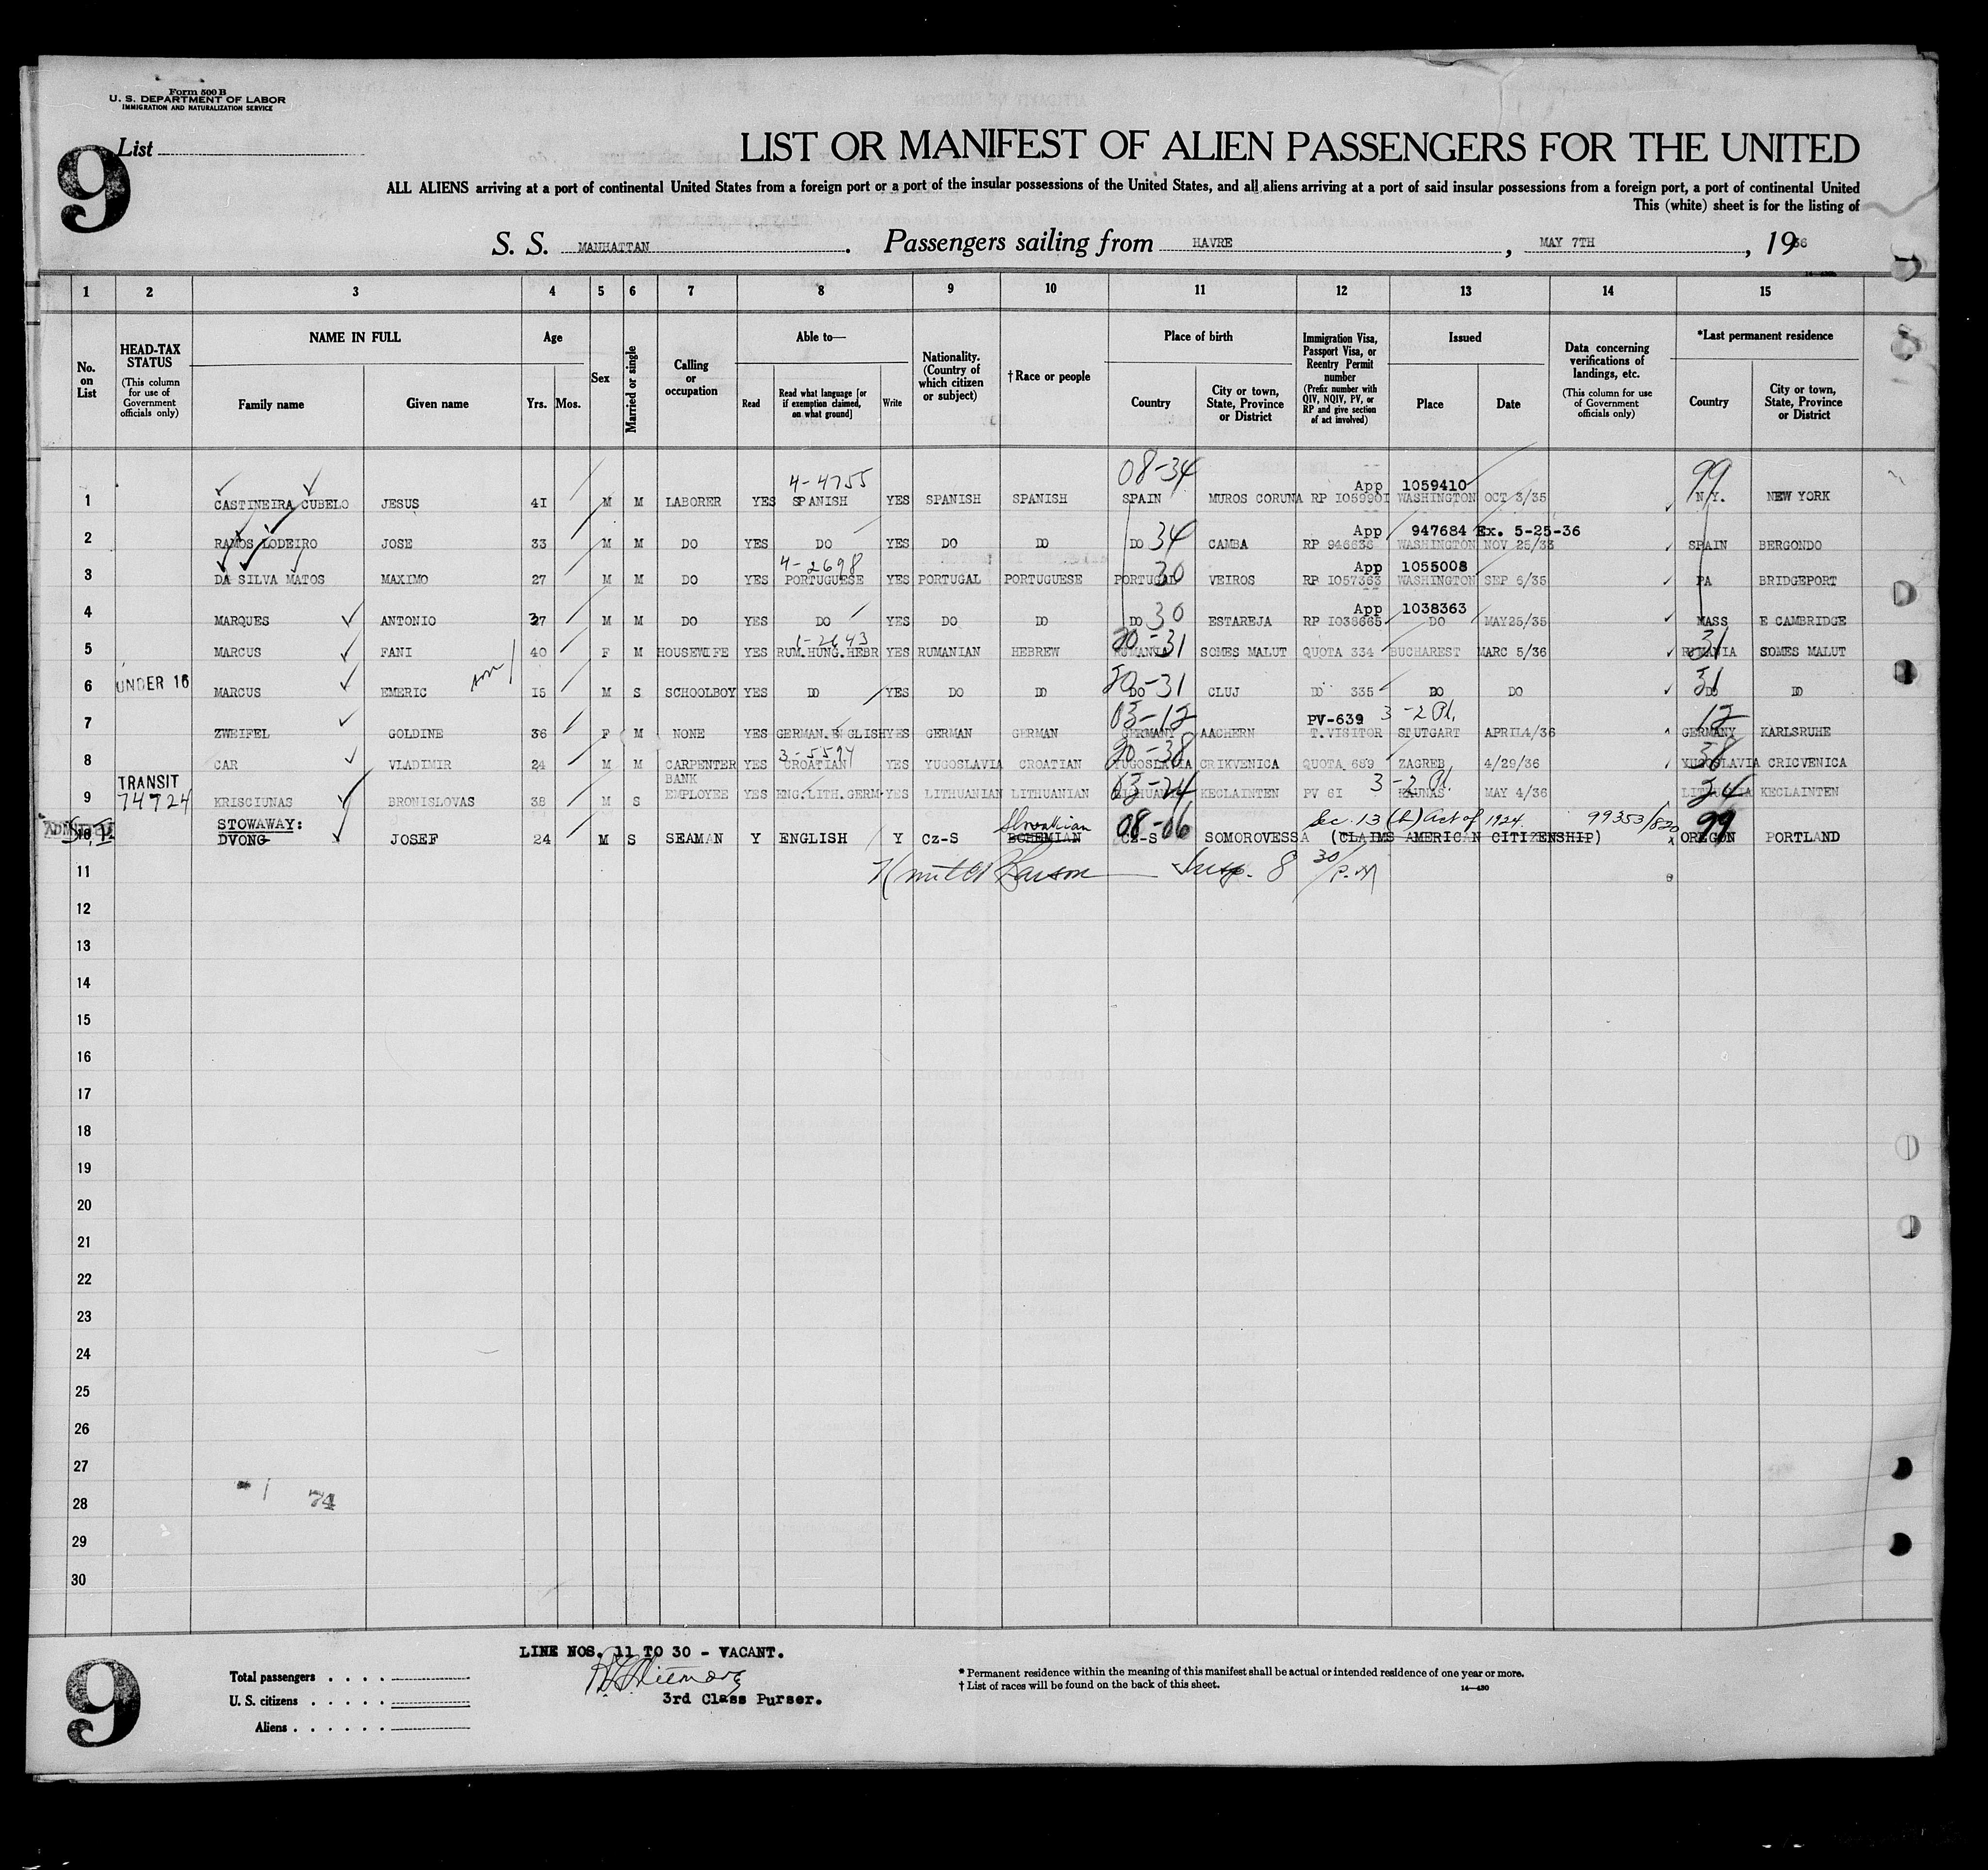 Form 500 B
U. S. DEPARTMENT OF LABOR
IMMIGRATION AND NATURALIZATION SERVICE
9
List
LIST OR MANIFEST OF ALIEN PASSENGERS FOR THE UNITED
ALL ALIENS arriving at a port of continental United States from a foreign port or a port of the insular possessions of the United States, and all aliens arriving at a port of said insular possessions from a foreign port, a port of continental United
This (white) sheet is for the listing of
S. S. MANHATTAN. Passengers sailing from HAVRE, MAY 7TH, 1936
1 2 3 4 5 6 7 8 9 10 11 12 13 14 15
No. on List
HEAD-TAX STATUS (This column for use of Government officials only)
NAME IN FULL
Family name Given name
Age
Yrs. Mos.
Sex
Married or single
Calling or occupation
Able to—
Read Read what language [or if exemption claimed, on what ground] Write
Nationality. (Country of which citizen or subject)
† Race or people
Place of birth
Country City or town, State, Province or District
Immigration Visa, Passport Visa, or Reentry Permit number (Prefix number with QIV, NQIV, PV, or RP and give section of act involved)
Issued
Place Date
Data concerning verifications of landings, etc. (This column for use of Government officials only)
*Last permanent residence
Country City or town, State, Province or District
4-4755 08-34 App 1059410 99
1 CASTINEIRA CUBELO JESUS 41 M M LABORER YES SPANISH YES SPANISH SPANISH SPAIN MUROS CORUNA RP 1059901 WASHINGTON OCT 3/35 N.Y. NEW YORK
34 App 947684 Ex. 5-25-36
2 RAMOS LODEIRO JOSE 33 M M DO YES DO YES DO DO DO CAMBA RP 946636 WASHINGTON NOV 25/33 SPAIN BERGONDO
4-2698 30 App 1055008
3 DA SILVA MATOS MAXIMO 27 M M DO YES PORTUGUESE YES PORTUGAL PORTUGUESE PORTUGAL VEIROS RP 1057363 WASHINGTON SEP 6/35 PA BRIDGEPORT
30 App 1038363
4 MARQUES ANTONIO 37 M M DO YES DO YES DO DO DO ESTAREJA RP 1038665 DO MAY25/35 MASS E CAMBRIDGE
1-2643 20-31 31
5 MARCUS FANI 40 F M HOUSEWIFE YES RUM.HUNG.HEBR YES RUMANIAN HEBREW RUMANIA SOMES MALUT QUOTA 334 BUCHAREST MARC 5/36 RUMANIA SOMES MALUT
UNDER 16 20-31 31
6 MARCUS EMERIC 15 M S SCHOOLBOY YES DO YES DO DO DO CLUJ DO 335 DO DO DO DO
03-12 PV-639 3-2 Pl. 12
7 ZWEIFEL GOLDINE 36 F M NONE YES GERMAN.ENGLISH YES GERMAN GERMAN GERMANY AACHERN T.VISITOR STUTGART APRIL4/36 GERMANY KARLSRUHE
3-5594 20-38 38
8 CAR VLADIMIR 24 M M CARPENTER YES CROATIAN YES YUGOSLAVIA CROATIAN YUGOSLAVIA CRIKVENICA QUOTA 689 ZAGREB 4/29/36 YUGOSLAVIA CRICVENICA
TRANSIT 74724 03-24 3-2 Pl. 24
9 KRISCIUNAS BRONISLOVAS 38 M S BANK EMPLOYEE YES ENG.LITH.GERM YES LITHUANIAN LITHUANIAN LITHUANIA KECLAINTEN PV 61 KAUNAS MAY 4/36 LITHUANIA KECLAINTEN
ADMITTED STOWAWAY: Slovakian 08-06 Sec. 13 (b) Act of 1924. 99353/820 99
10 DVONG JOSEF 24 M S SEAMAN Y ENGLISH Y Cz-S BOHEMIAN Cz-S SOMOROVESSA (CLAIMS AMERICAN CITIZENSHIP) OREGON PORTLAND
11 Insp. 8 30/P.M
12
13
14
15
16
17
18
19
20
21
22
23
24
25
26
27
28 74
29
30
LINE NOS. 11 TO 30 - VACANT.
3rd Class Purser.
9
Total passengers
U. S. citizens
Aliens
* Permanent residence within the meaning of this manifest shall be actual or intended residence of one year or more.
† List of races will be found on the back of this sheet.
14—430